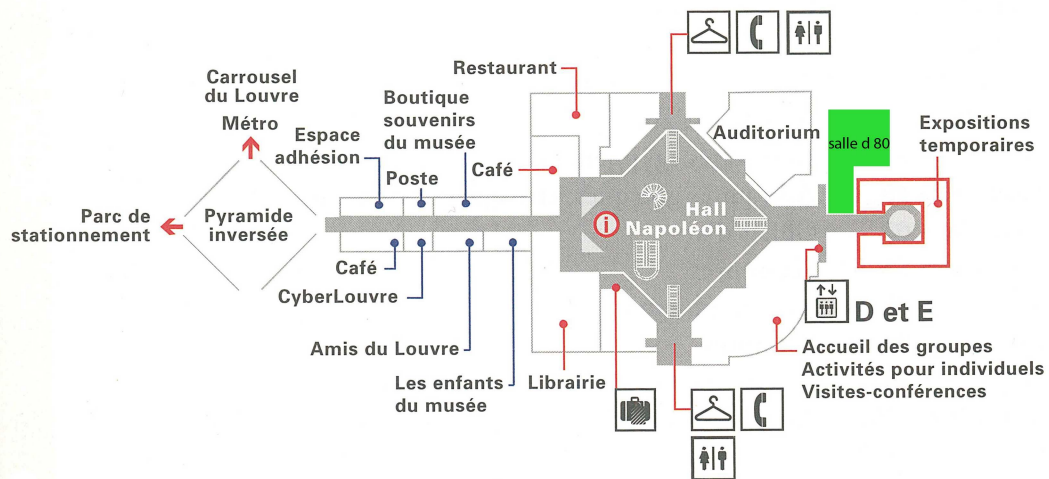 Carrousel
du Louvre
Métro
Parc de
stationnement
Pyramide
inversée
Espace
adhésion
Poste
Boutique
souvenirs
du musée
Restaurant
Café
Auditorium
salle d 80
Expositions
temporaires
i
Hall
Napoléon
Café
CyberLouvre
Amis du Louvre
Les enfants
du musée
Librairie
D et E
Accueil des groupes
Activités pour individuels
Visites-conférences